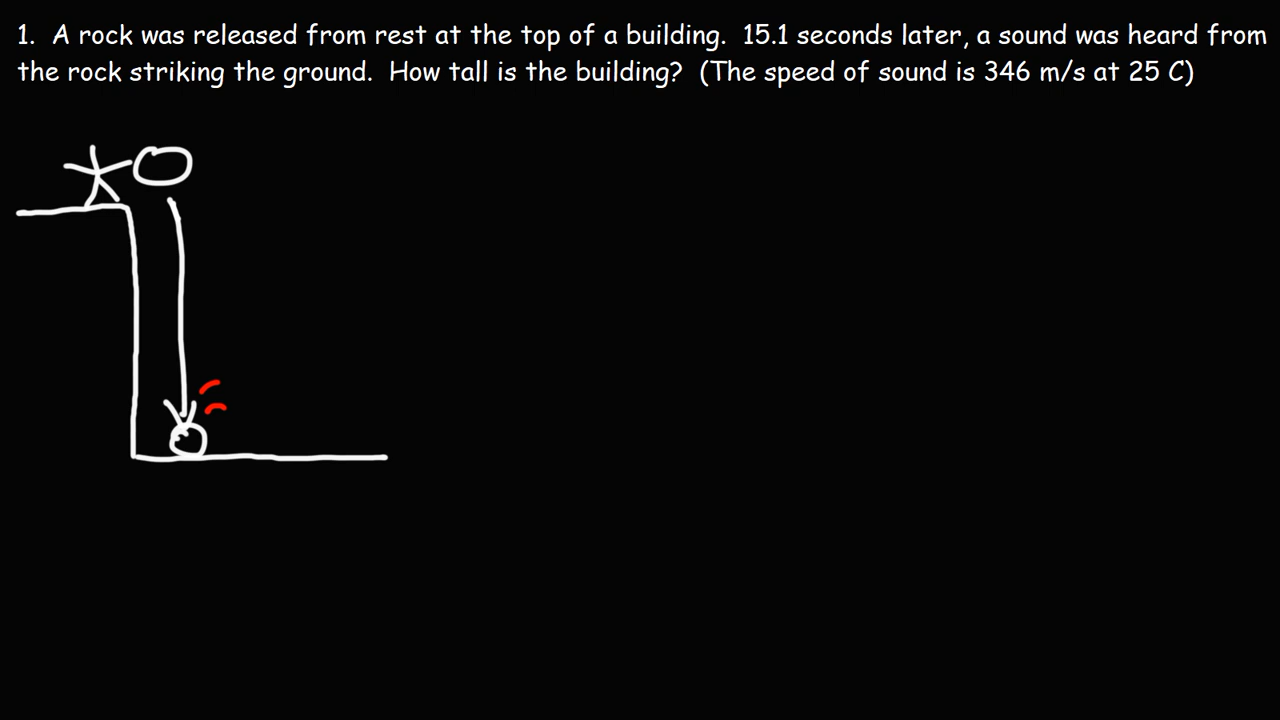 1. A rock was released from rest at the top of a building. 15.1 seconds later, a sound was heard from
the rock striking the ground. How tall is the building? (The speed of sound is 346 m/s at 25 C)